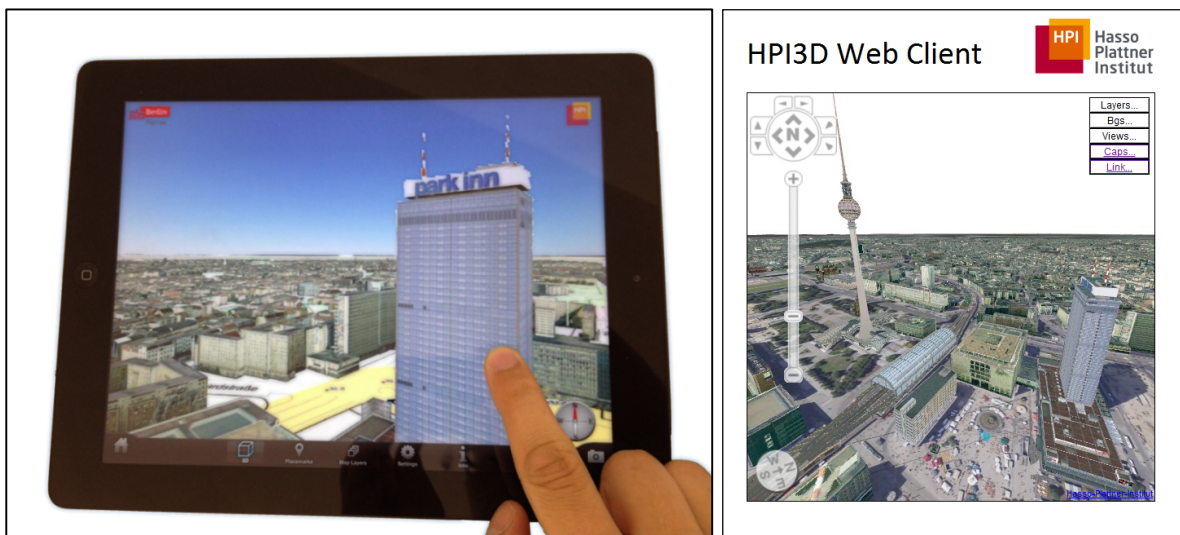 Berlin
HPI
park inn
3D
Placemarks
Map Layers
Settings
HPI3D Web Client
HPI
Hasso
Plattner
Institut
Layers...
Bgs...
Views...
Caps...
Link...
N
N
E
S
W
Hasso-Plattner-Institut